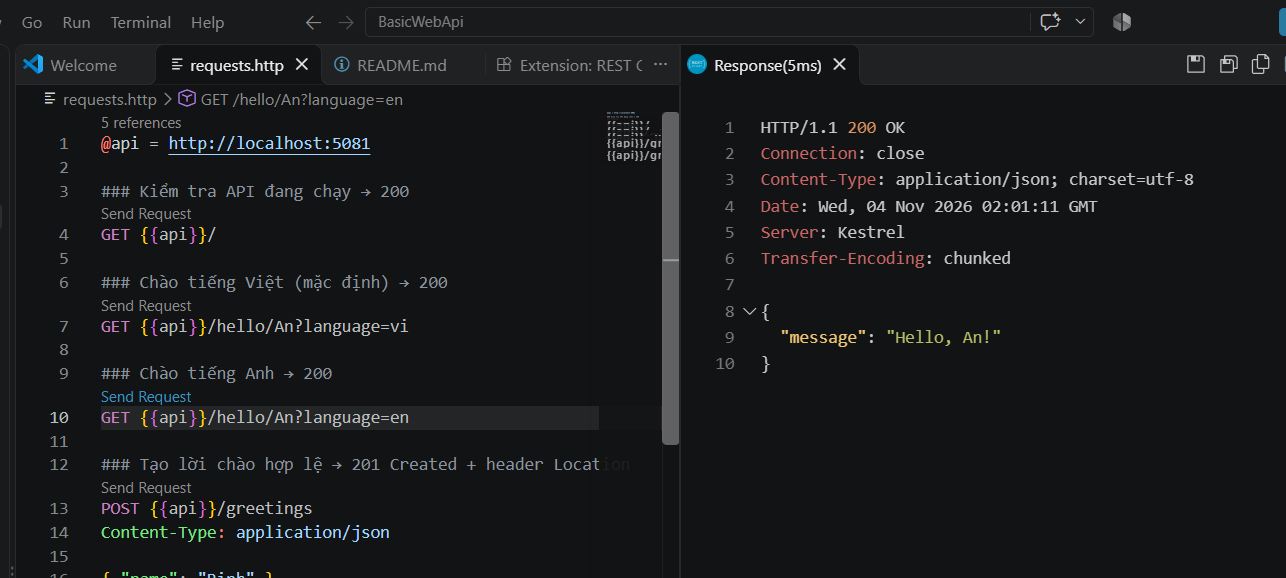 Go Run Terminal Help BasicWebApi
Welcome requests.http README.md Extension: REST C ...
requests.http > GET /hello/An?language=en
5 references
1 @api = http://localhost:5081
2
3 ### Kiểm tra API đang chạy → 200
Send Request
4 GET {{api}}/
5
6 ### Chào tiếng Việt (mặc định) → 200
Send Request
7 GET {{api}}/hello/An?language=vi
8
9 ### Chào tiếng Anh → 200
Send Request
10 GET {{api}}/hello/An?language=en
11
12 ### Tạo lời chào hợp lệ → 201 Created + header Location
Send Request
13 POST {{api}}/greetings
14 Content-Type: application/json
15
16 { "name": "Binh" }
Response(5ms)
1 HTTP/1.1 200 OK
2 Connection: close
3 Content-Type: application/json; charset=utf-8
4 Date: Wed, 04 Nov 2026 02:01:11 GMT
5 Server: Kestrel
6 Transfer-Encoding: chunked
7
8 {
9 "message": "Hello, An!"
10 }